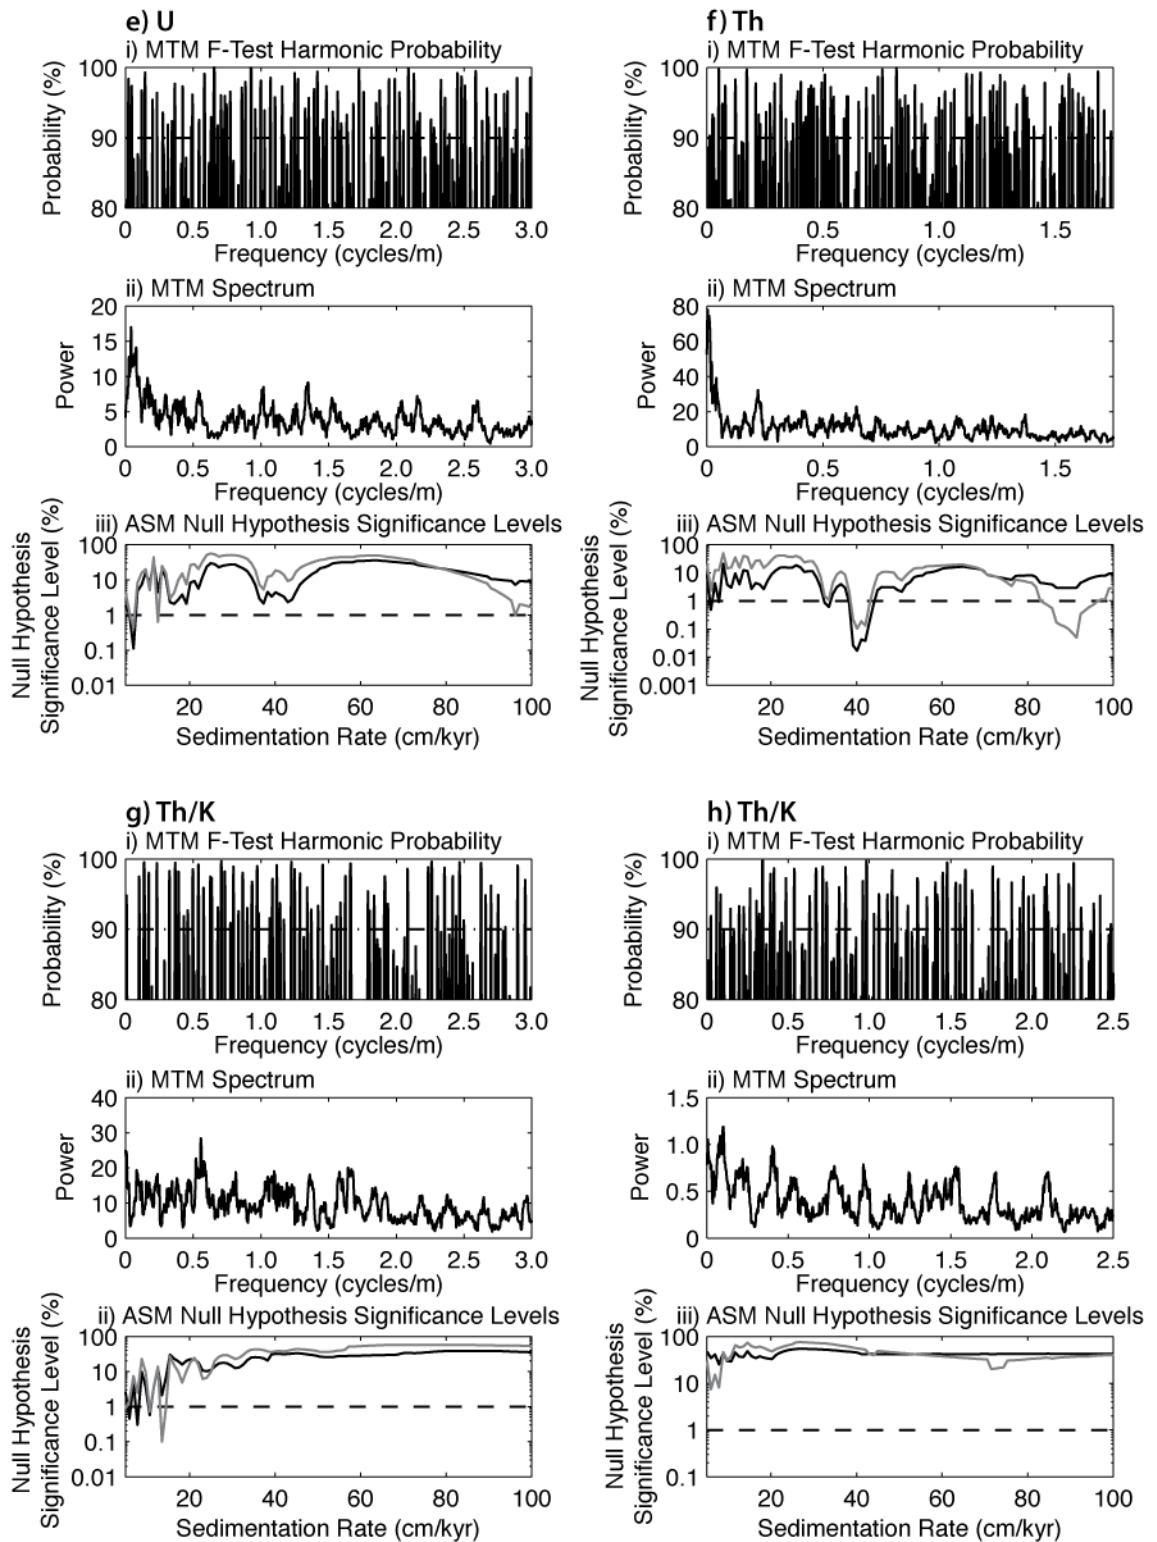 e) U
i) MTM F-Test Harmonic Probability
Probability (%)
100
90
80
0 0.5 1.0 1.5 2.0 2.5 3.0
Frequency (cycles/m)
ii) MTM Spectrum
Power
20
15
10
5
0
0 0.5 1.0 1.5 2.0 2.5 3.0
Frequency (cycles/m)
iii) ASM Null Hypothesis Significance Levels
Null Hypothesis
Significance Level (%)
100
10
1
0.1
0.01
20 40 60 80 100
Sedimentation Rate (cm/kyr)
f) Th
i) MTM F-Test Harmonic Probability
Probability (%)
100
90
80
0 0.5 1.0 1.5
Frequency (cycles/m)
ii) MTM Spectrum
Power
80
60
40
20
0
0 0.5 1.0 1.5
Frequency (cycles/m)
iii) ASM Null Hypothesis Significance Levels
Null Hypothesis
Significance Level (%)
100
10
1
0.1
0.01
0.001
20 40 60 80 100
Sedimentation Rate (cm/kyr)
g) Th/K
i) MTM F-Test Harmonic Probability
Probability (%)
100
90
80
0 0.5 1.0 1.5 2.0 2.5 3.0
Frequency (cycles/m)
ii) MTM Spectrum
Power
40
30
20
10
0
0 0.5 1.0 1.5 2.0 2.5 3.0
Frequency (cycles/m)
ii) ASM Null Hypothesis Significance Levels
Null Hypothesis
Significance Level (%)
100
10
1
0.1
0.01
20 40 60 80 100
Sedimentation Rate (cm/kyr)
h) Th/K
i) MTM F-Test Harmonic Probability
Probability (%)
100
90
80
0 0.5 1.0 1.5 2.0 2.5
Frequency (cycles/m)
ii) MTM Spectrum
Power
1.5
1.0
0.5
0
0 0.5 1.0 1.5 2.0 2.5
Frequency (cycles/m)
iii) ASM Null Hypothesis Significance Levels
Null Hypothesis
Significance Level (%)
100
10
1
0.1
20 40 60 80 100
Sedimentation Rate (cm/kyr)